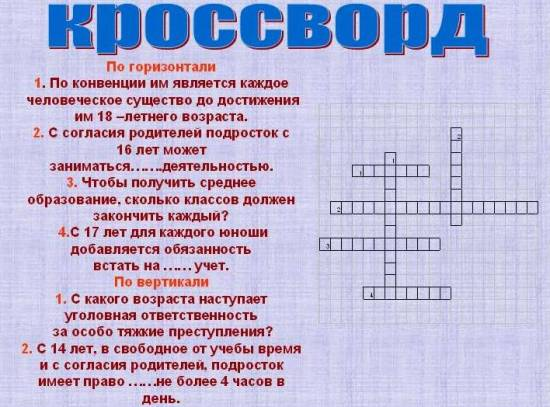 кроссворд
По горизонтали
1. По конвенции им является каждое
человеческое существо до достижения
им 18 –летнего возраста.
2. С согласия родителей подросток с
16 лет может
заниматься…….деятельностью.
3. Чтобы получить среднее
образование, сколько классов должен
закончить каждый?
4.С 17 лет для каждого юноши
добавляется обязанность
встать на …… учет.
По вертикали
1. С какого возраста наступает
уголовная ответственность
за особо тяжкие преступления?
2. С 14 лет, в свободное от учебы время
и с согласия родителей, подросток
имеет право ……не более 4 часов в
день.
2
1
1
2
3
4